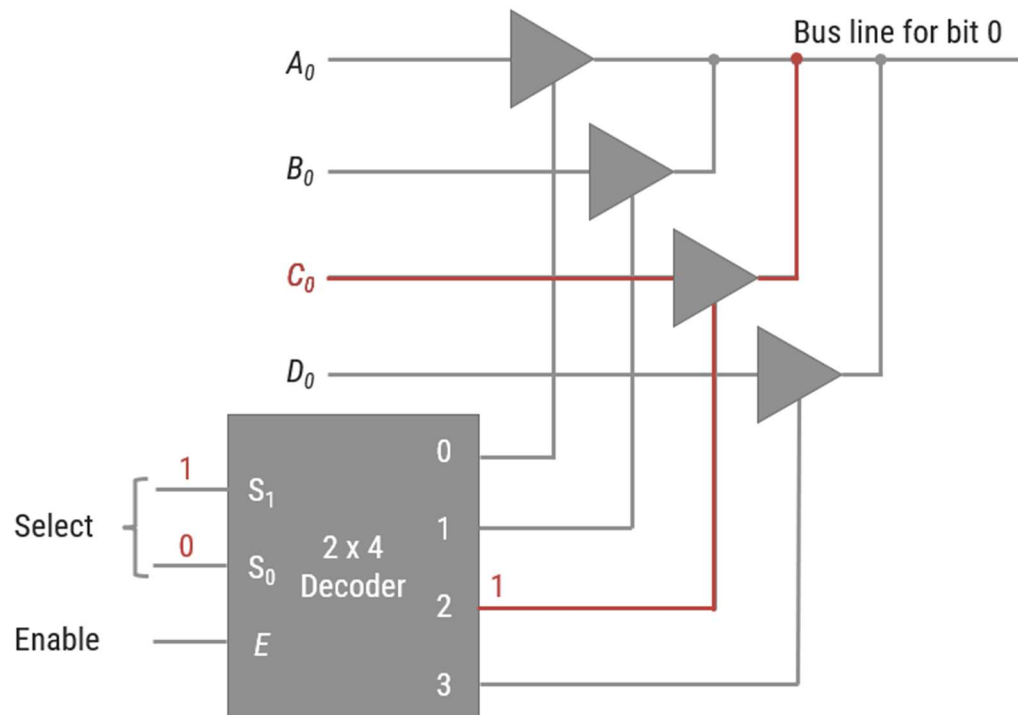 Bus line for bit 0
A₀
B₀
C₀
D₀
0
1
S₁
1
Select
2 x 4
0
S₀
Decoder
1
2
Enable
E
3